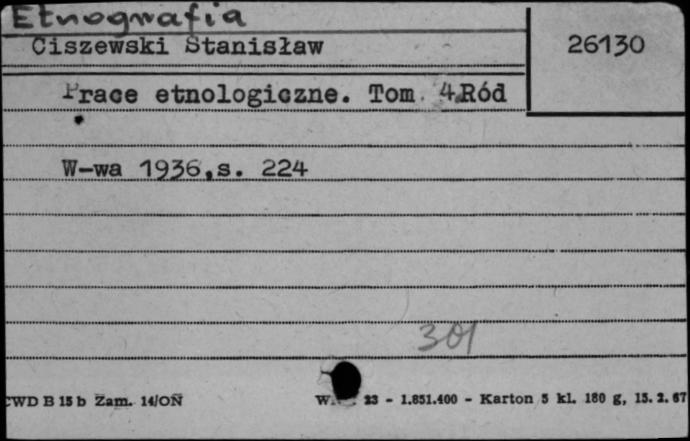 Etnografia
Ciszewski Stanisław 26130
Prace etnologiczne. Tom 4.Ród
W-wa 1936,s. 224
301
CWD B 15 b Zam. 14/ON 23 - 1.851.400 - Karton 5 kl. 180 g, 15.2.67